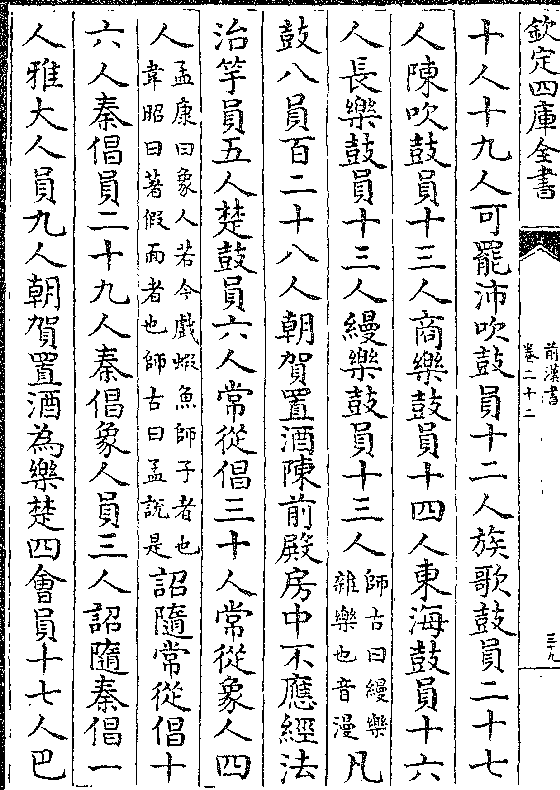 欽定四庫全書
前漢書
卷二十二
三十九
十人十九人可罷沛吹鼓員十二人族歌鼓員二十七
人陳吹鼓員十三人商樂鼓員十四人東海鼓員十六
人長樂鼓員十三人縵樂鼓員十三人師古曰縵樂雜樂也音漫凡
鼓八員百二十八人朝賀置酒陳前殿房中不應經法
治竽員五人楚鼓員六人常從倡三十人常從象人四
人孟康曰象人若今戲蝦魚師子者也韋昭曰著假面者也師古曰孟說是詔隨常從倡十
六人秦倡員二十九人秦倡象人員三人詔隨秦倡一
人雅大人員九人朝賀置酒為樂楚四會員十七人巴